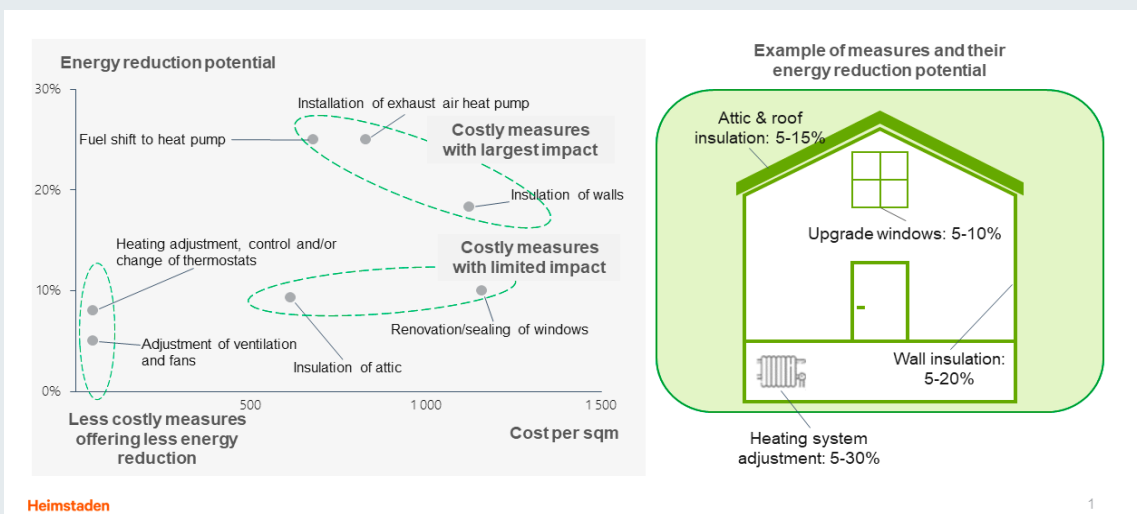 Energy reduction potential
30%
Installation of exhaust air heat pump
Fuel shift to heat pump
Costly measures
with largest impact
20%
Insulation of walls
Heating adjustment, control and/or
change of thermostats
Costly measures
with limited impact
10%
Renovation/sealing of windows
Adjustment of ventilation
and fans
Insulation of attic
0%
500
1 000
1 500
Less costly measures
offering less energy
reduction
Cost per sqm
Example of measures and their
energy reduction potential
Attic & roof
insulation: 5-15%
Upgrade windows: 5-10%
Wall insulation:
5-20%
Heating system
adjustment: 5-30%
Heimstaden
1